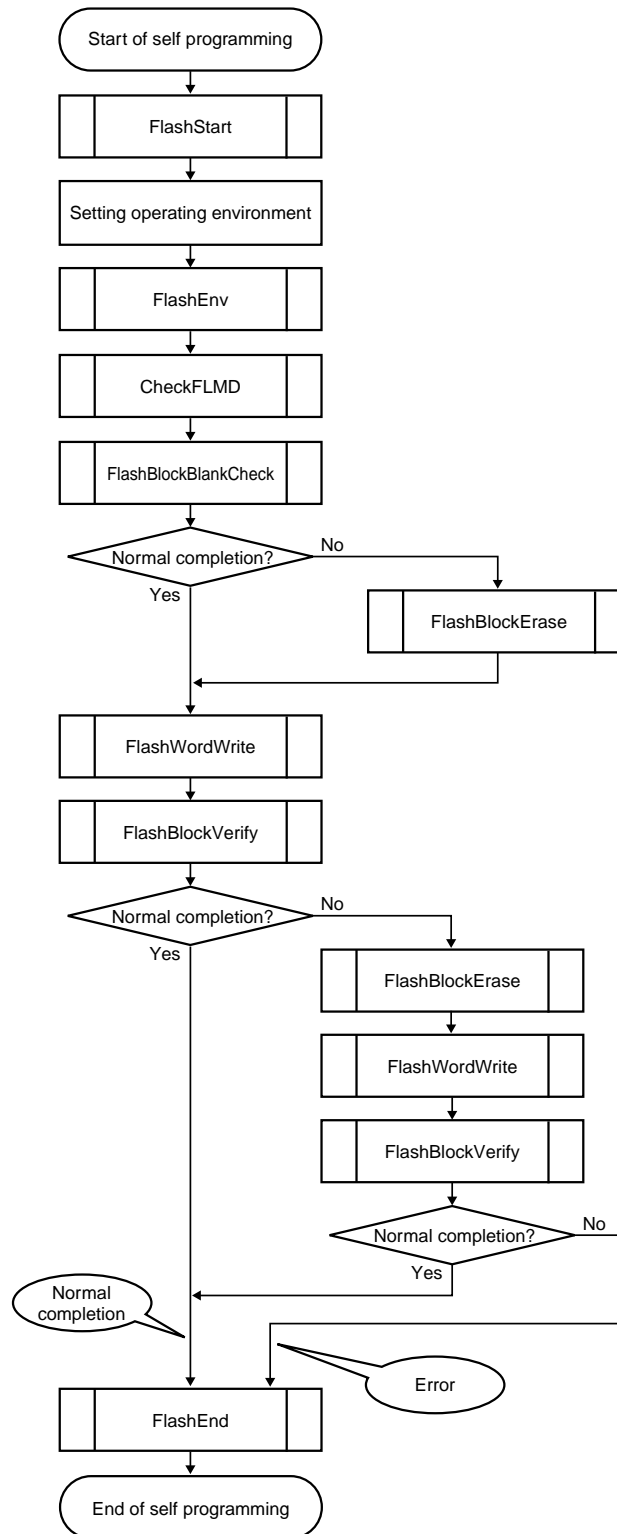 Start of self programming
FlashStart
Setting operating environment
FlashEnv
CheckFLMD
FlashBlockBlankCheck
Normal completion?
No
Yes
FlashBlockErase
FlashWordWrite
FlashBlockVerify
Normal completion?
No
Yes
FlashBlockErase
FlashWordWrite
FlashBlockVerify
Normal completion?
No
Yes
Normal
completion
Error
FlashEnd
End of self programming